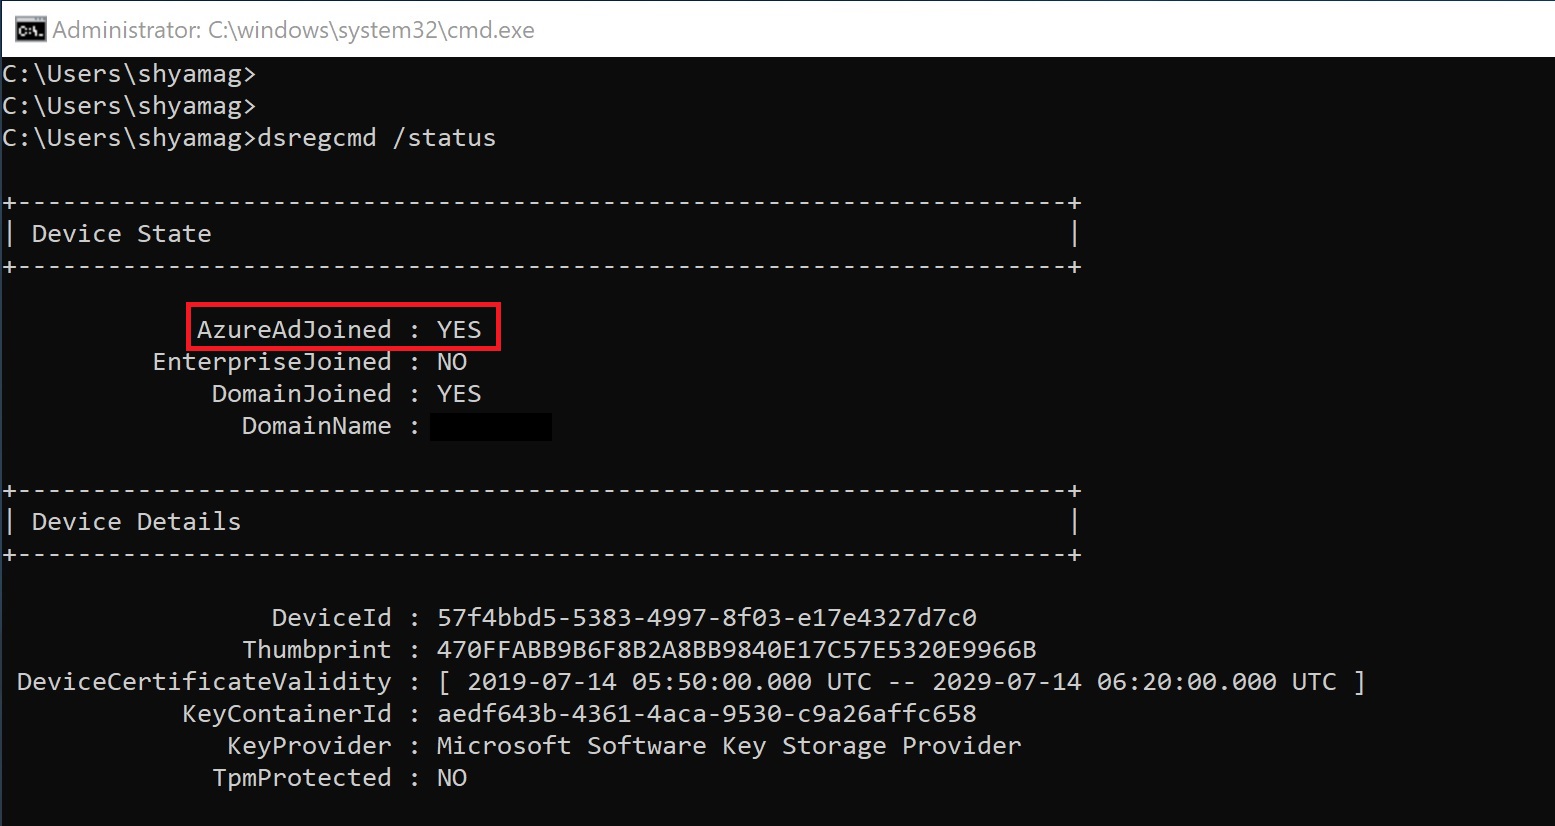 Administrator: C:\windows\system32\cmd.exe
C:\Users\shyamag>
C:\Users\shyamag>
C:\Users\shyamag>dsregcmd /status
+----------------------------------------------------------------------+
| Device State                                                         |
+----------------------------------------------------------------------+
AzureAdJoined : YES
EnterpriseJoined : NO
DomainJoined : YES
DomainName :
+----------------------------------------------------------------------+
| Device Details                                                       |
+----------------------------------------------------------------------+
DeviceId : 57f4bbd5-5383-4997-8f03-e17e4327d7c0
Thumbprint : 470FFABB9B6F8B2A8BB9840E17C57E5320E9966B
DeviceCertificateValidity : [ 2019-07-14 05:50:00.000 UTC -- 2029-07-14 06:20:00.000 UTC ]
KeyContainerId : aedf643b-4361-4aca-9530-c9a26affc658
KeyProvider : Microsoft Software Key Storage Provider
TpmProtected : NO